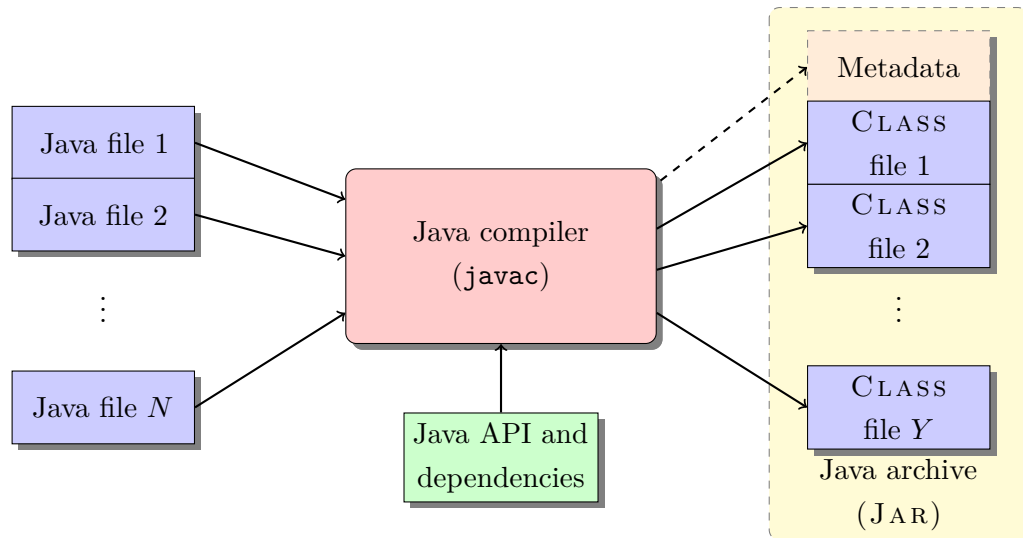 Java file 1
Java file 2
⋮
Java file N
Java compiler
(javac)
Java API and
dependencies
Metadata
CLASS
file 1
CLASS
file 2
⋮
CLASS
file Y
Java archive
(JAR)